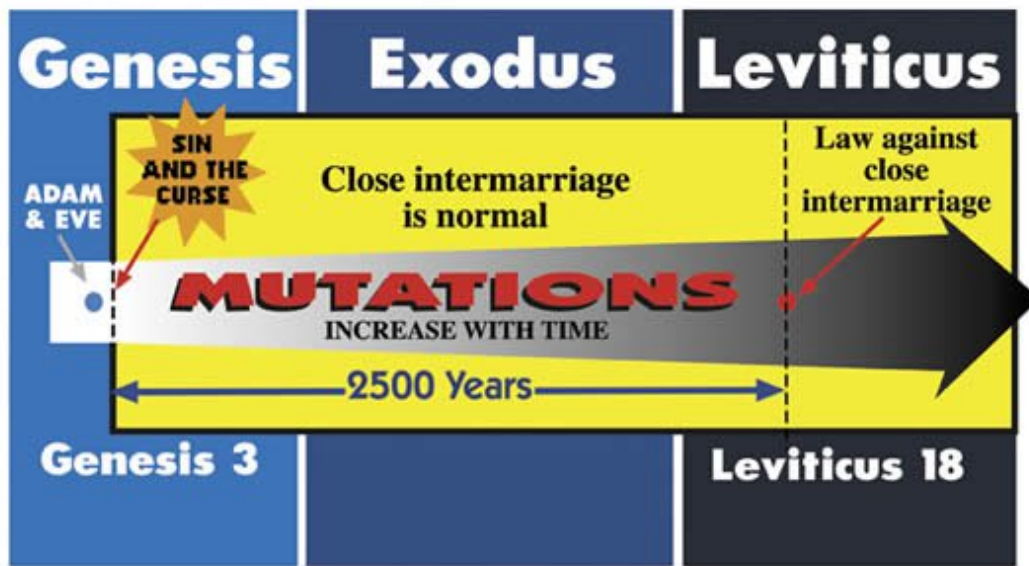 Genesis
Exodus
Leviticus
SIN
AND THE
CURSE
ADAM
& EVE
Close intermarriage
is normal
Law against
close
intermarriage
MUTATIONS
INCREASE WITH TIME
2500 Years
Genesis 3
Leviticus 18